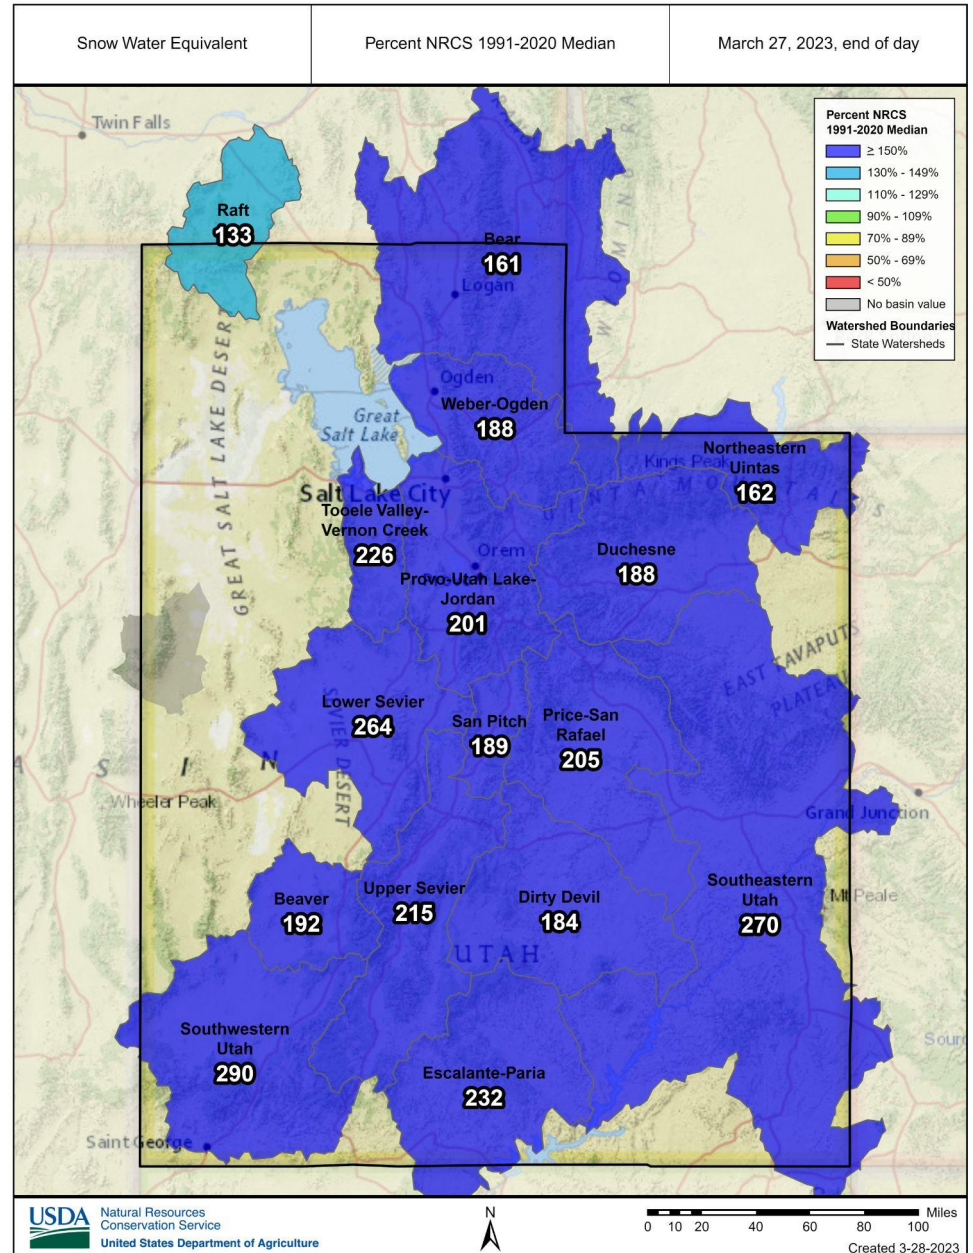 Snow Water Equivalent
Percent NRCS 1991-2020 Median
March 27, 2023, end of day
Percent NRCS
1991-2020 Median
≥ 150%
130% - 149%
110% - 129%
90% - 109%
70% - 89%
50% - 69%
< 50%
No basin value
Watershed Boundaries
State Watersheds
Twin Falls
Raft
133
Bear
161
Logan
WYOMING
Ogden
Weber-Ogden
188
Great
Salt Lake
GREAT SALT LAKE DESERT
Kings Peak
Northeastern
Uintas
162
Salt Lake City
Tooele Valley-
Vernon Creek
226
Orem
Duchesne
188
Provo-Utah Lake-
Jordan
201
EAST TAVAPUTS
PLATEAU
Lower Sevier
264
San Pitch
189
Price-San
Rafael
205
SEVIER DESERT
A S I N
Wheeler Peak
Grand Junction
Beaver
192
Upper Sevier
215
Dirty Devil
184
Southeastern
Utah
270
Mt Peale
UTAH
Southwestern
Utah
290
Escalante-Paria
232
Saint George
USDA
Natural Resources
Conservation Service
United States Department of Agriculture
N
Miles
0 10 20 40 60 80 100
Created 3-28-2023